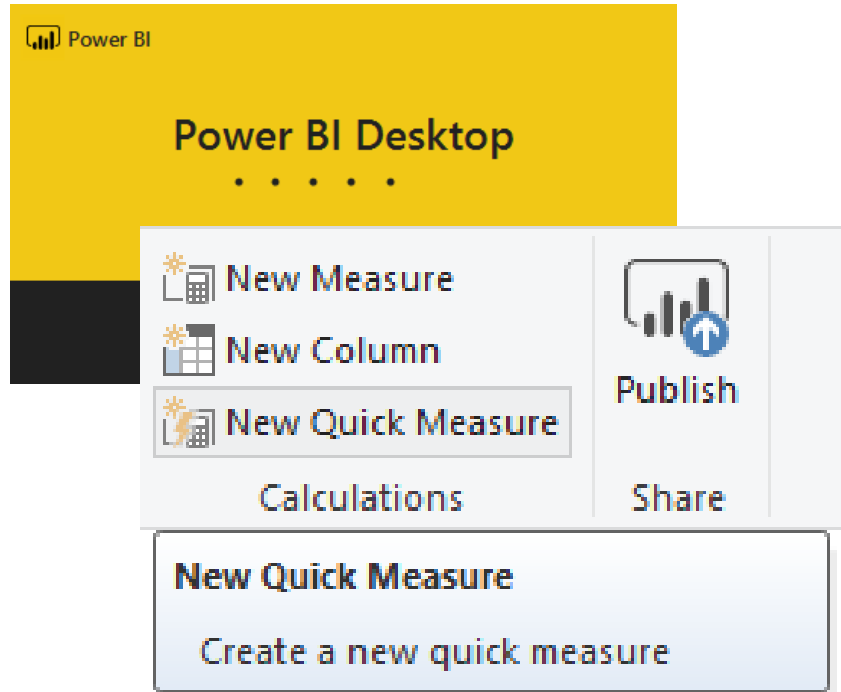 Power BI
Power BI Desktop
New Measure
New Column
New Quick Measure
Calculations
Publish
Share
New Quick Measure
Create a new quick measure